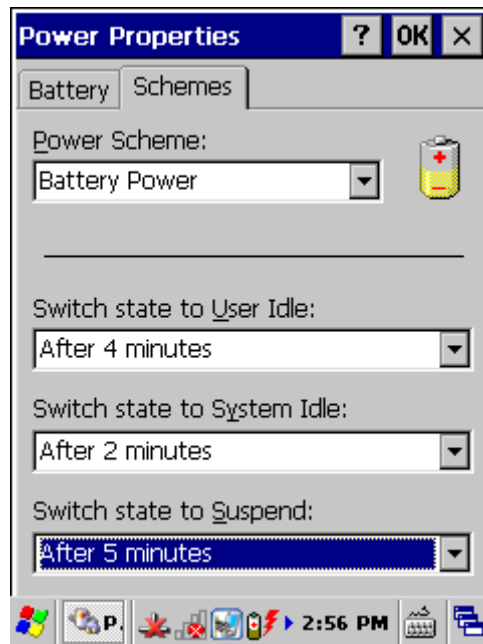 Power Properties ? OK ×
Battery Schemes
Power Scheme:
Battery Power
Switch state to User Idle:
After 4 minutes
Switch state to System Idle:
After 2 minutes
Switch state to Suspend:
After 5 minutes
P. 2:56 PM